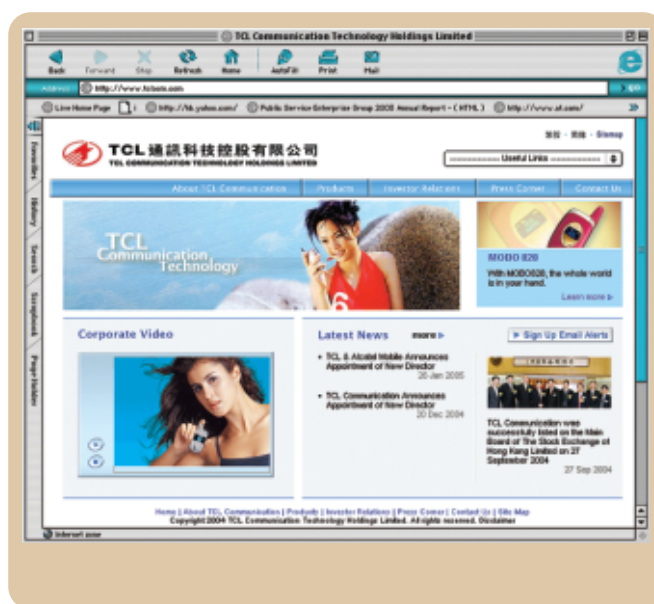 TCL Communication Technology Holdings Limited
Back Forward Stop Refresh Home AutoFill Print Mail
Address http://www.tclcom.com go
Live Home Page http://hk.yahoo.com/ Public Service Enterprise Group 2000 Annual Report - (HTML) http://www.
Favorites
History
Search
Scrapbook
Page Holder
Sitemap
TCL 通訊科技控股有限公司
TCL COMMUNICATION TECHNOLOGY HOLDINGS LIMITED
Useful Links
About TCL Communication Products Investor Relations Press Corner Contact Us
TCL
Communication
Technology
MODO 828
With MODO828, the whole world
is in your hand.
Learn more
Corporate Video
Latest News more
Sign Up Email Alerts
• TCL & Alcatel Mobile Announces
Appointment of New Director
20 Jan 2005
• TCL Communication Announces
Appointment of New Director
20 Dec 2004
TCL Communication was
successfully listed on the Main
Board of The Stock Exchange of
Hong Kong Limited on 27
September 2004
27 Sep 2004
Home | About TCL Communication | Products | Investor Relations | Press Corner | Contact Us | Site Map
Copyright 2004 TCL Communication Technology Holdings Limited. All rights reserved. Disclaimer
Internet zone